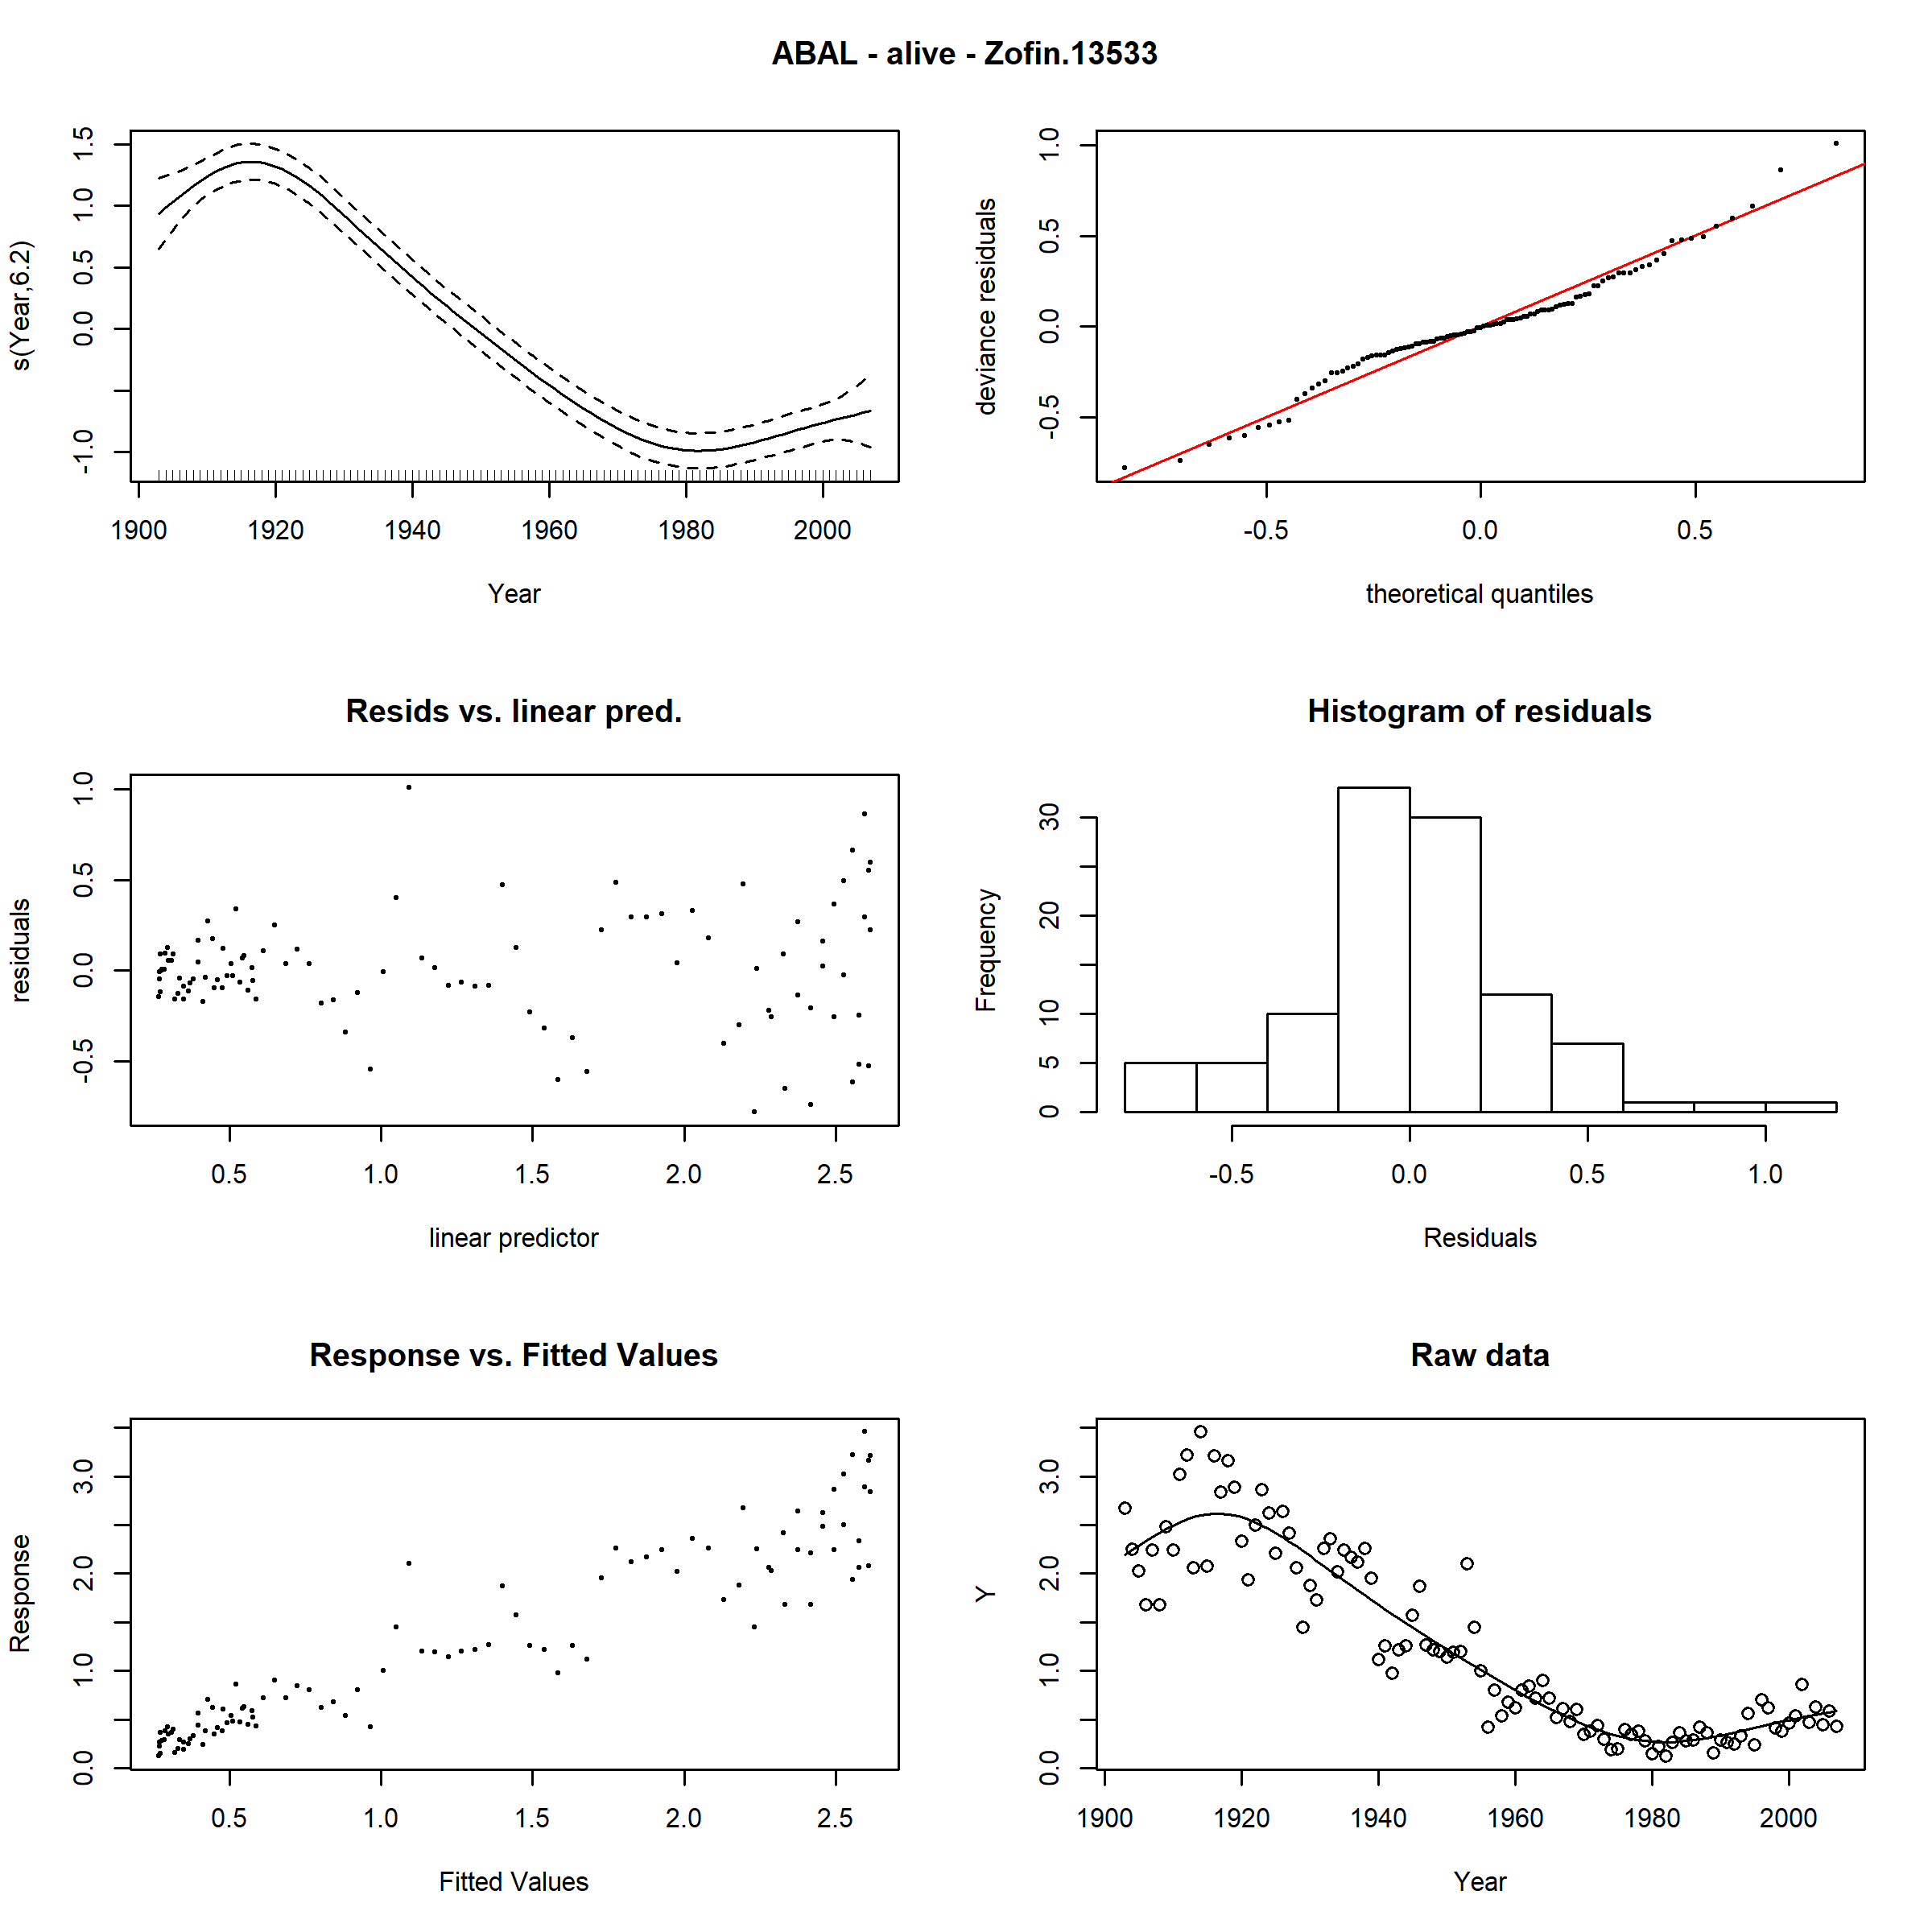 ABAL - alive - Zofin.13533
s(Year,6.2)
-1.0 0.0 0.5 1.0 1.5
1900 1920 1940 1960 1980 2000
Year
deviance residuals
-0.5 0.0 0.5 1.0
-0.5 0.0 0.5
theoretical quantiles
Resids vs. linear pred.
residuals
-0.5 0.0 0.5 1.0
0.5 1.0 1.5 2.0 2.5
linear predictor
Histogram of residuals
Frequency
0 5 10 20 30
-0.5 0.0 0.5 1.0
Residuals
Response vs. Fitted Values
Response
0.0 1.0 2.0 3.0
0.5 1.0 1.5 2.0 2.5
Fitted Values
Raw data
Y
0.0 1.0 2.0 3.0
1900 1920 1940 1960 1980 2000
Year